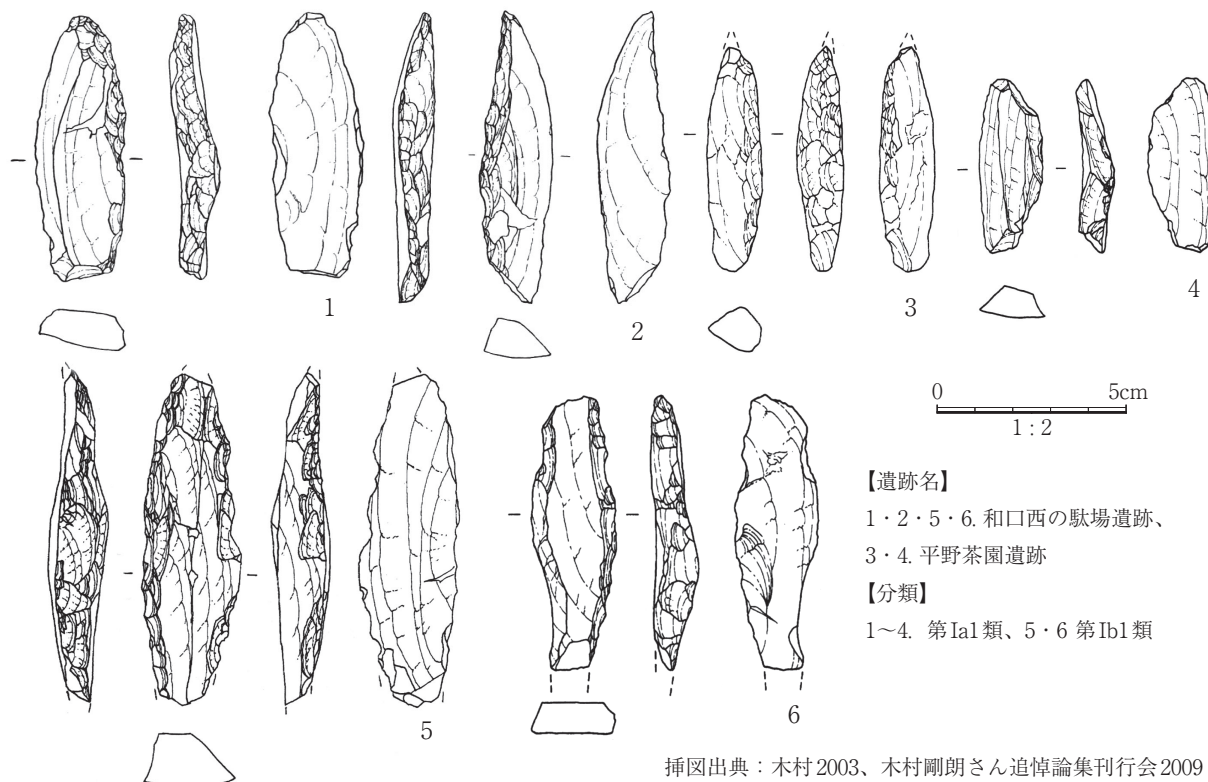 1
2
3
4
5
6
0 5cm
1 : 2
【遺跡名】
1・2・5・6. 和口西の駄場遺跡、
3・4. 平野茶園遺跡
【分類】
1〜4. 第Ia1類、5・6 第Ib1類
挿図出典：木村2003、木村剛朗さん追悼論集刊行会2009